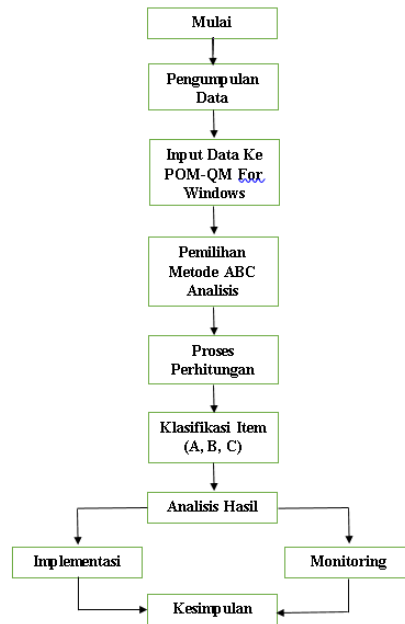 Mulai
Pengumpulan
Data
Input Data Ke
POM-QM For
Windows
Pemilihan
Metode ABC
Analisis
Proses
Perhitungan
Klasifikasi Item
(A, B, C)
Analisis Hasil
Implementasi
Monitoring
Kesimpulan